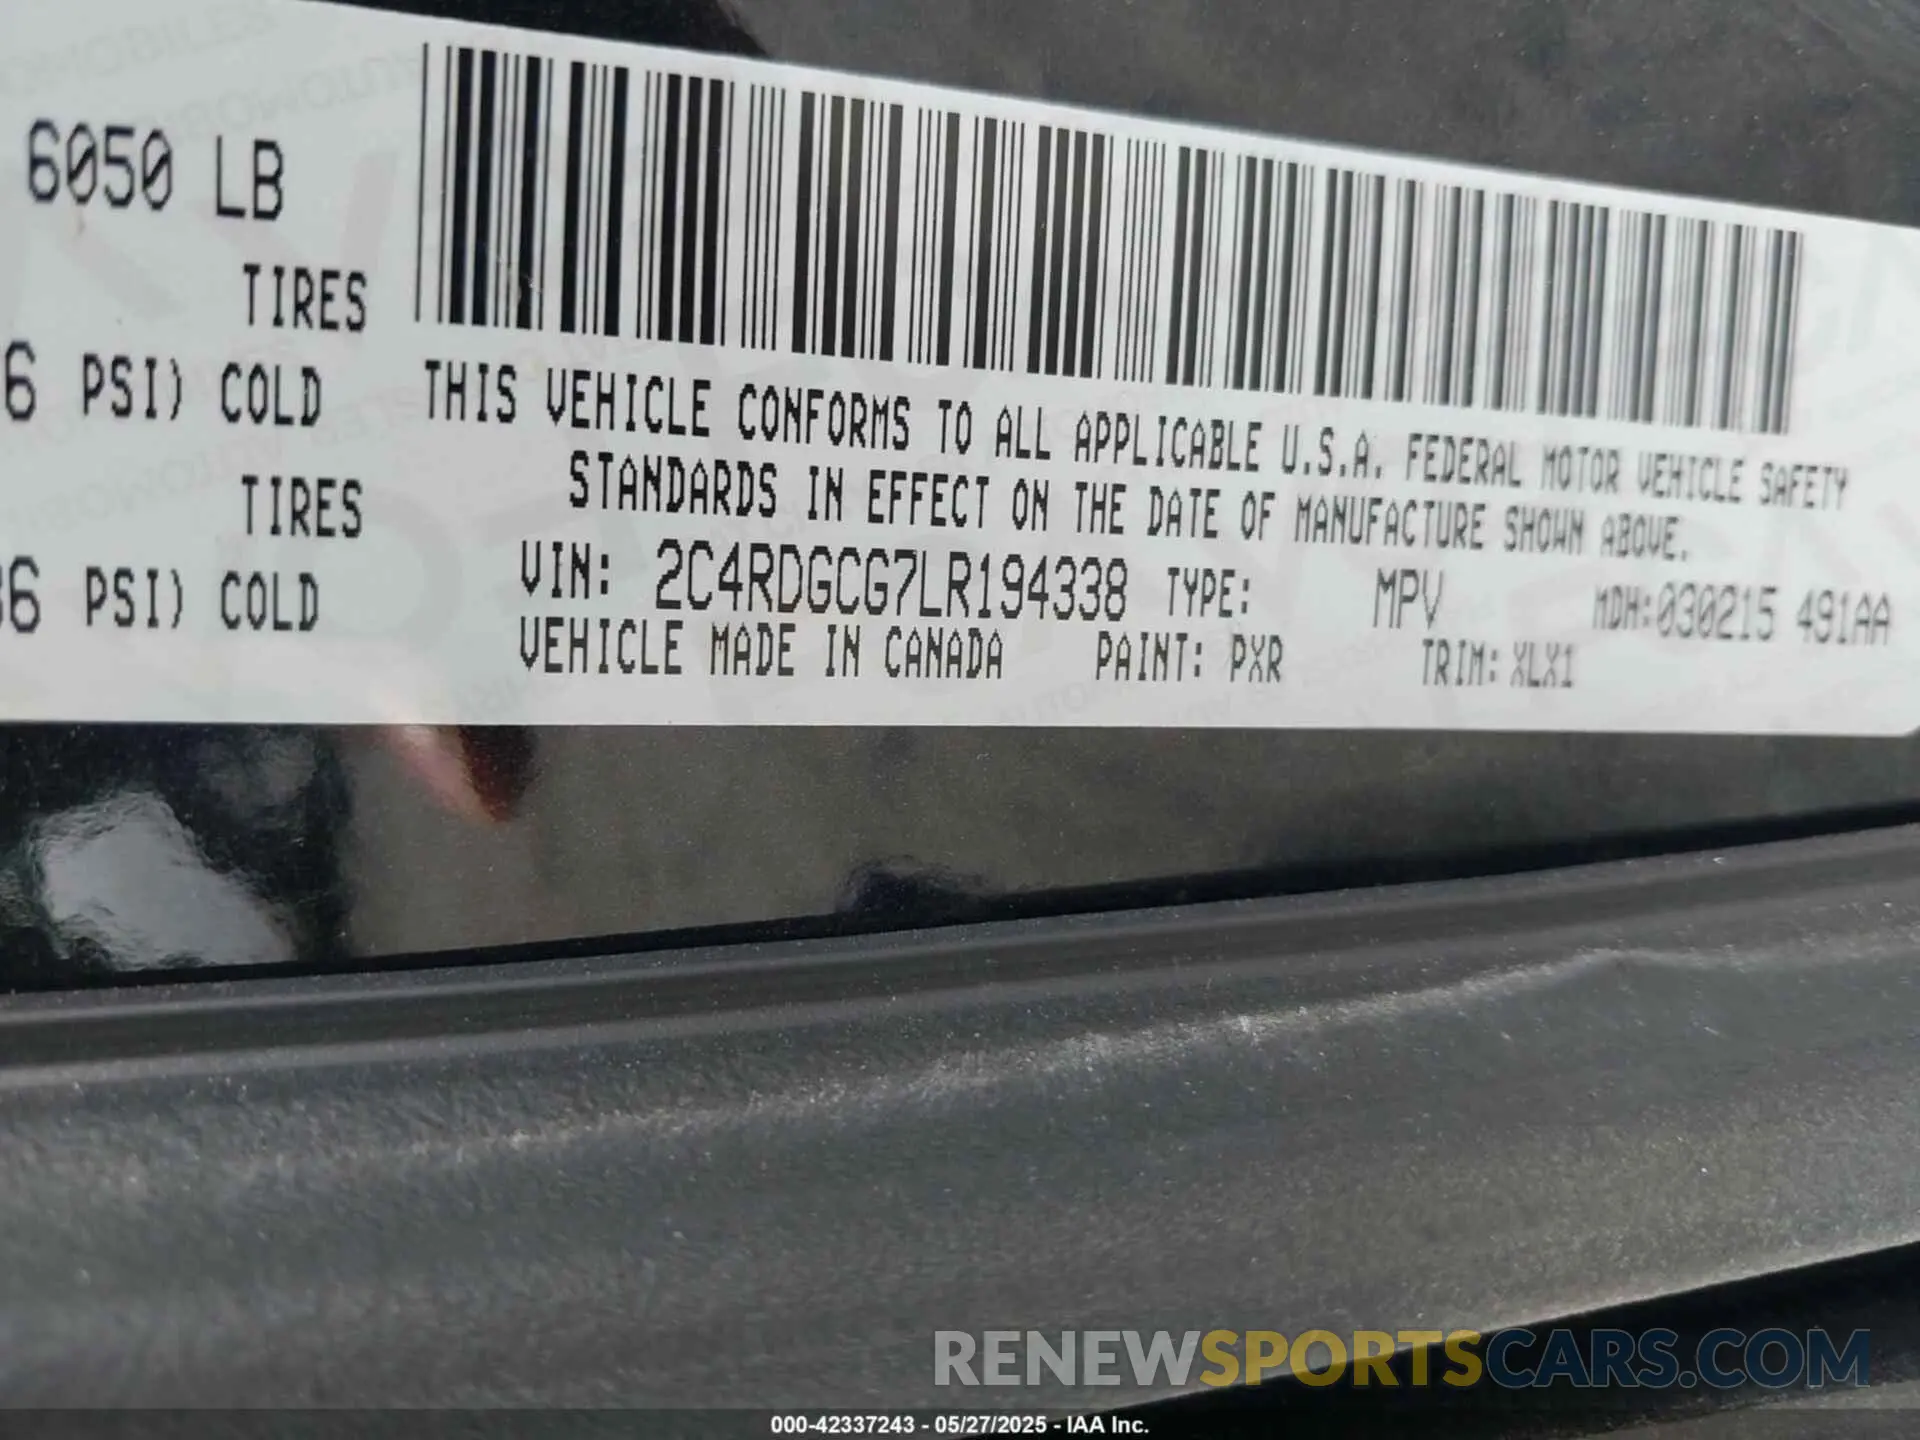 6050 LB
TIRES
6 PSI) COLD
TIRES
36 PSI) COLD
THIS VEHICLE CONFORMS TO ALL APPLICABLE U.S.A. FEDERAL MOTOR VEHICLE SAFETY
STANDARDS IN EFFECT ON THE DATE OF MANUFACTURE SHOWN ABOVE.
VIN: 2C4RDGCG7LR194338 TYPE: MPV MDH:030215 491AA
VEHICLE MADE IN CANADA PAINT: PXR TRIM: XLX1
RENEWSPORTSCARS.COM
000-42337243 - 05/27/2025 - IAA Inc.